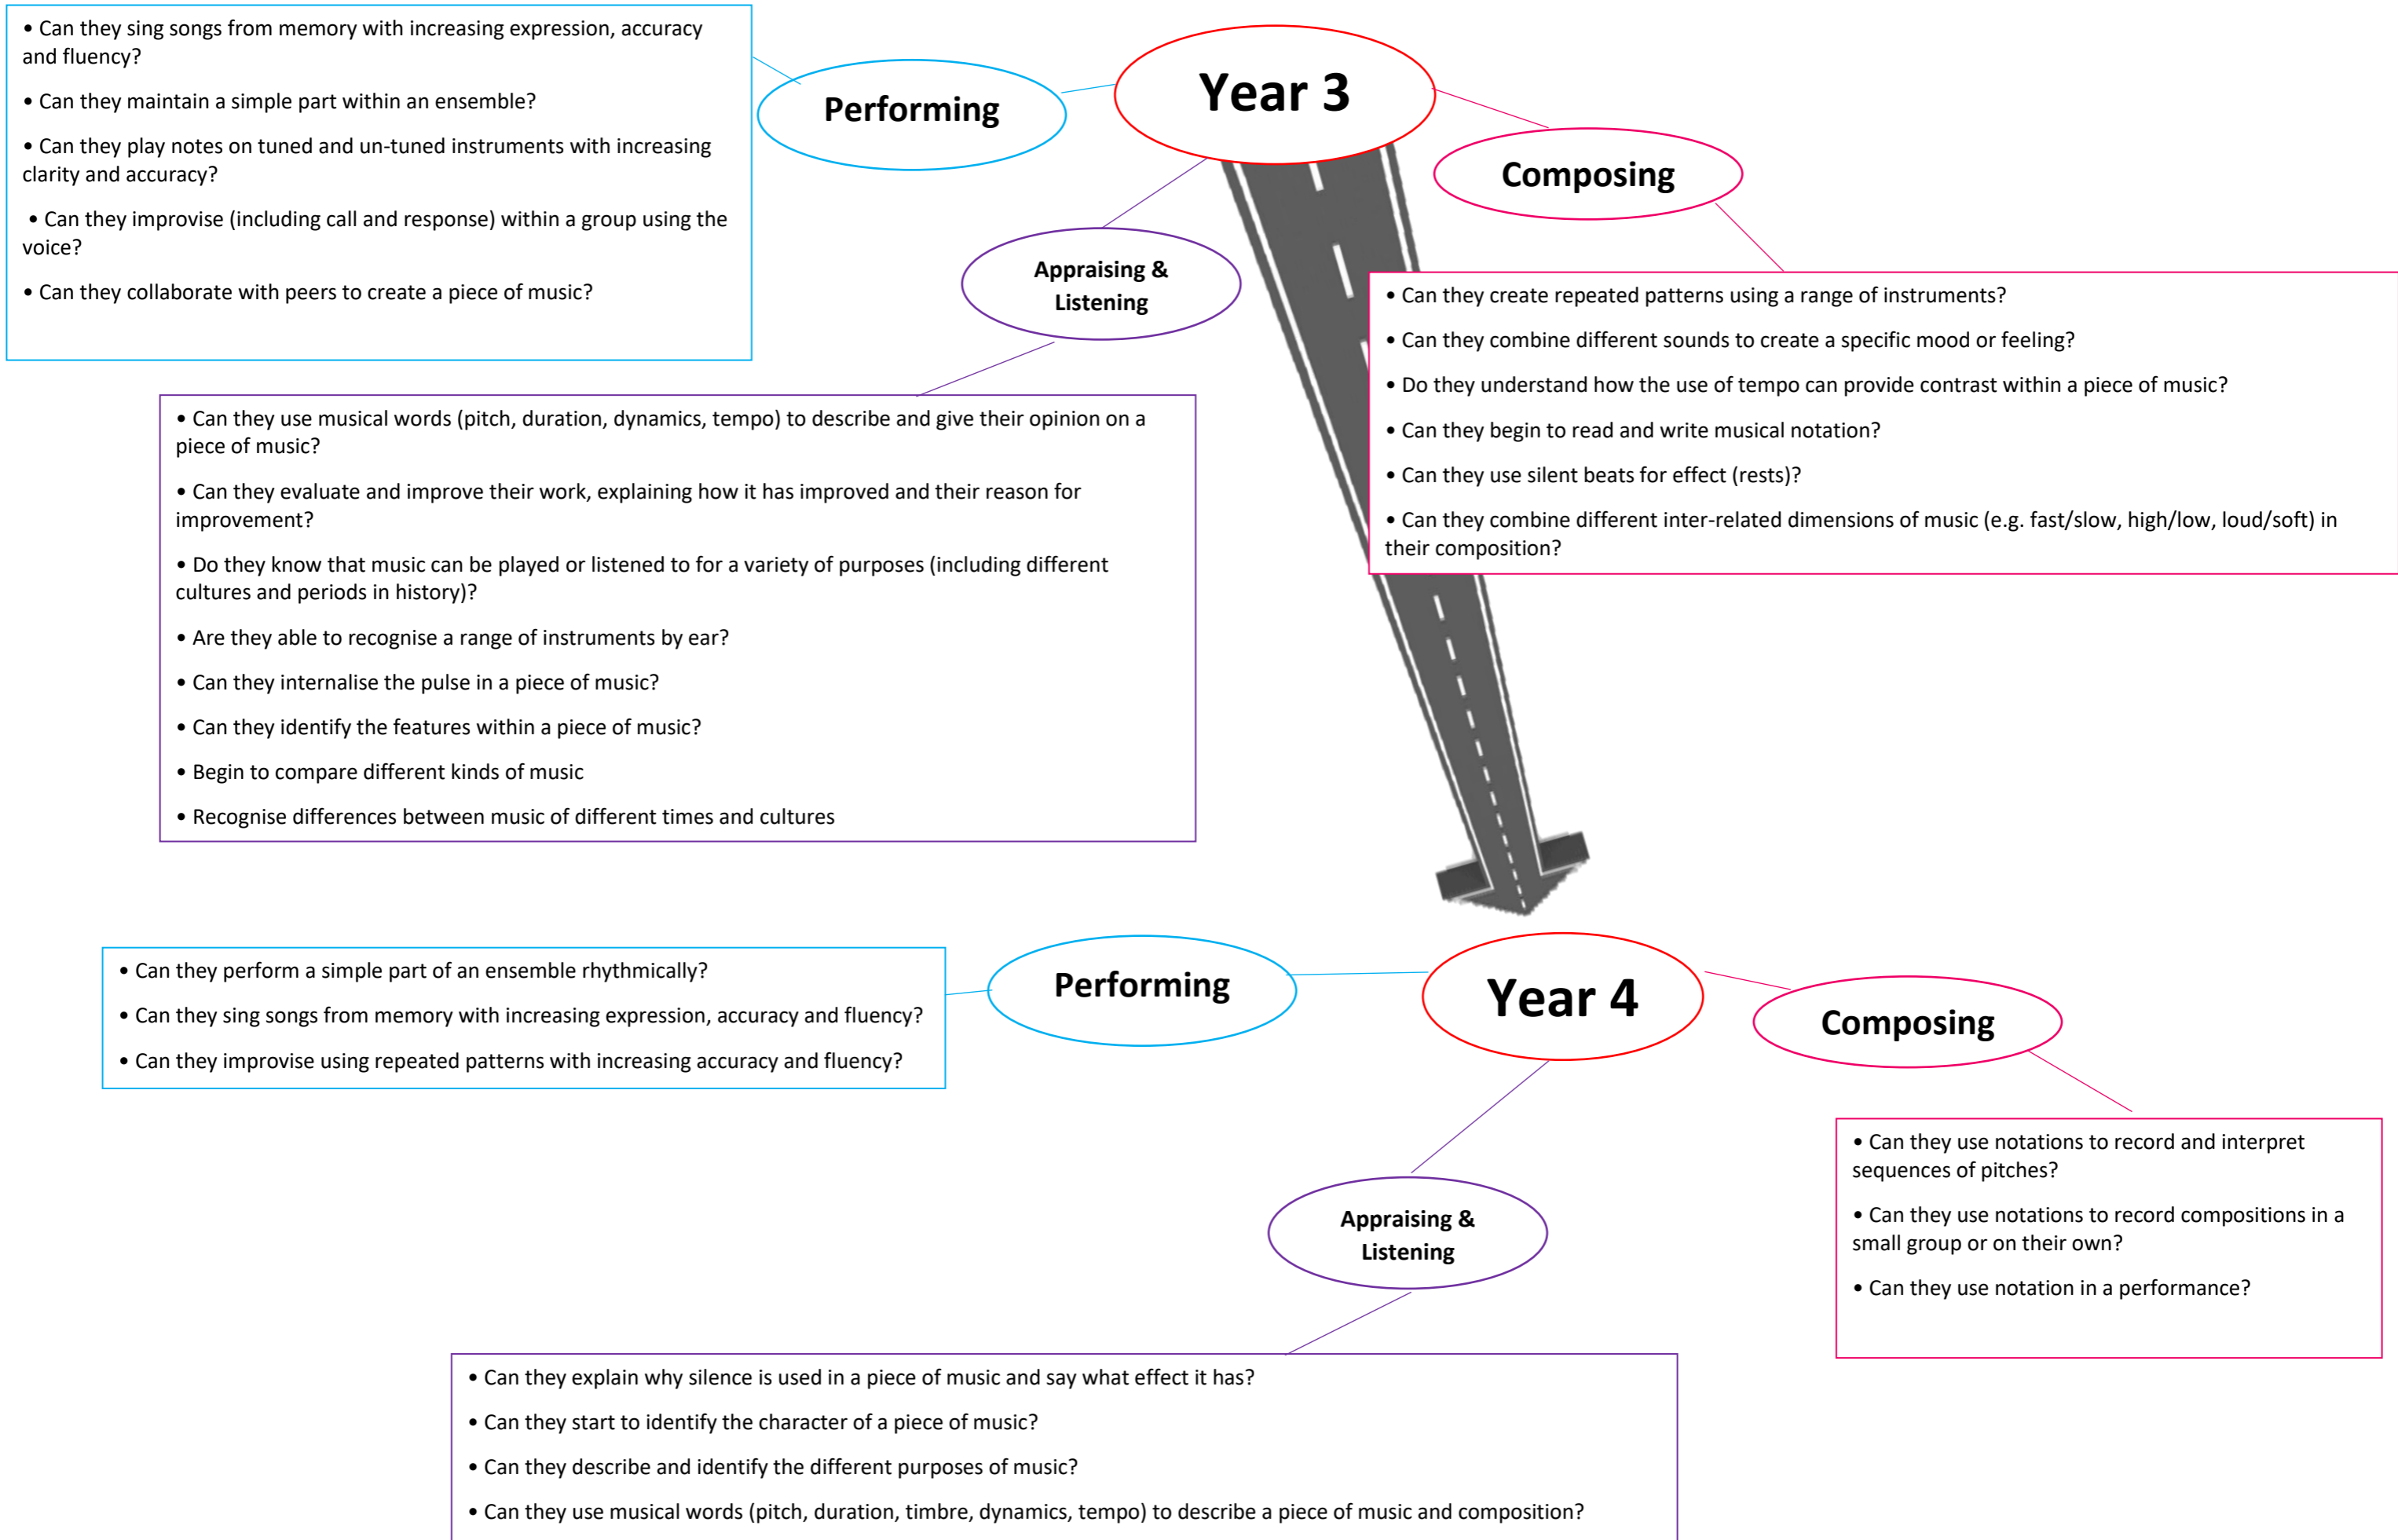 Year 3
Performing
• Can they sing songs from memory with increasing expression, accuracy
and fluency?
• Can they maintain a simple part within an ensemble?
• Can they play notes on tuned and un-tuned instruments with increasing
clarity and accuracy?
• Can they improvise (including call and response) within a group using the
voice?
• Can they collaborate with peers to create a piece of music?
Composing
• Can they create repeated patterns using a range of instruments?
• Can they combine different sounds to create a specific mood or feeling?
• Do they understand how the use of tempo can provide contrast within a piece of music?
• Can they begin to read and write musical notation?
• Can they use silent beats for effect (rests)?
• Can they combine different inter-related dimensions of music (e.g. fast/slow, high/low, loud/soft) in
their composition?
Appraising &
Listening
• Can they use musical words (pitch, duration, dynamics, tempo) to describe and give their opinion on a
piece of music?
• Can they evaluate and improve their work, explaining how it has improved and their reason for
improvement?
• Do they know that music can be played or listened to for a variety of purposes (including different
cultures and periods in history)?
• Are they able to recognise a range of instruments by ear?
• Can they internalise the pulse in a piece of music?
• Can they identify the features within a piece of music?
• Begin to compare different kinds of music
• Recognise differences between music of different times and cultures
Year 4
Performing
• Can they perform a simple part of an ensemble rhythmically?
• Can they sing songs from memory with increasing expression, accuracy and fluency?
• Can they improvise using repeated patterns with increasing accuracy and fluency?
Composing
• Can they use notations to record and interpret
sequences of pitches?
• Can they use notations to record compositions in a
small group or on their own?
• Can they use notation in a performance?
Appraising &
Listening
• Can they explain why silence is used in a piece of music and say what effect it has?
• Can they start to identify the character of a piece of music?
• Can they describe and identify the different purposes of music?
• Can they use musical words (pitch, duration, timbre, dynamics, tempo) to describe a piece of music and composition?